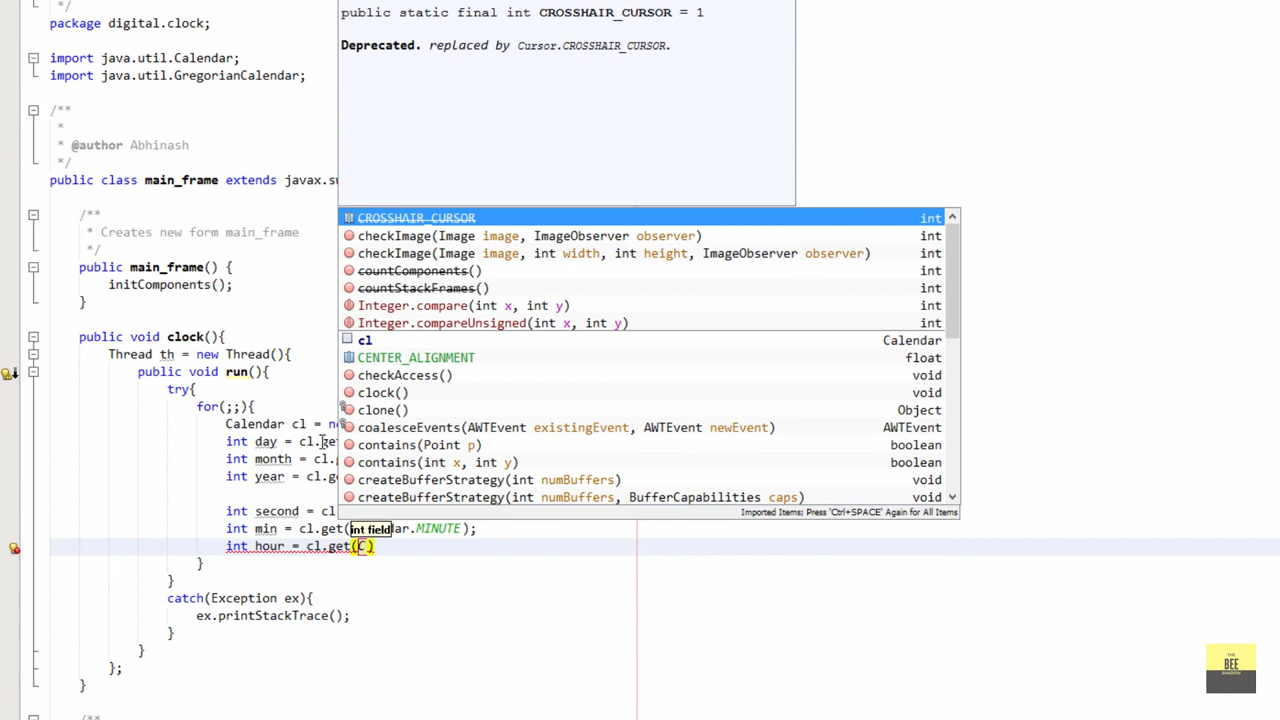 */
public static final int CROSSHAIR_CURSOR = 1
package digital.clock;
Deprecated. replaced by Cursor.CROSSHAIR_CURSOR.
import java.util.Calendar;
import java.util.GregorianCalendar;
/**
*
* @author Abhinash
*/
public class main_frame extends javax.sw
/**
* Creates new form main_frame
*/
public main_frame() {
initComponents();
}
public void clock(){
Thread th = new Thread(){
public void run(){
try{
for(;;){
Calendar cl = ne
int day = cl.get
int month = cl.g
int year = cl.ge
int second = cl
int min = cl.get( dar.MINUTE);
int field
int hour = cl.get(C)
}
}
catch(Exception ex){
ex.printStackTrace();
}
}
};
}
/**
CROSSHAIR_CURSOR int
checkImage(Image image, ImageObserver observer) int
checkImage(Image image, int width, int height, ImageObserver observer) int
countComponents() int
countStackFrames() int
Integer.compare(int x, int y) int
Integer.compareUnsigned(int x, int y) int
cl Calendar
CENTER_ALIGNMENT float
checkAccess() void
clock() void
clone() Object
coalesceEvents(AWTEvent existingEvent, AWTEvent newEvent) AWTEvent
contains(Point p) boolean
contains(int x, int y) boolean
createBufferStrategy(int numBuffers) void
createBufferStrategy(int numBuffers, BufferCapabilities caps) void
Imported Items; Press 'Ctrl+SPACE' Again for All Items
THE
BEE
SHADOW